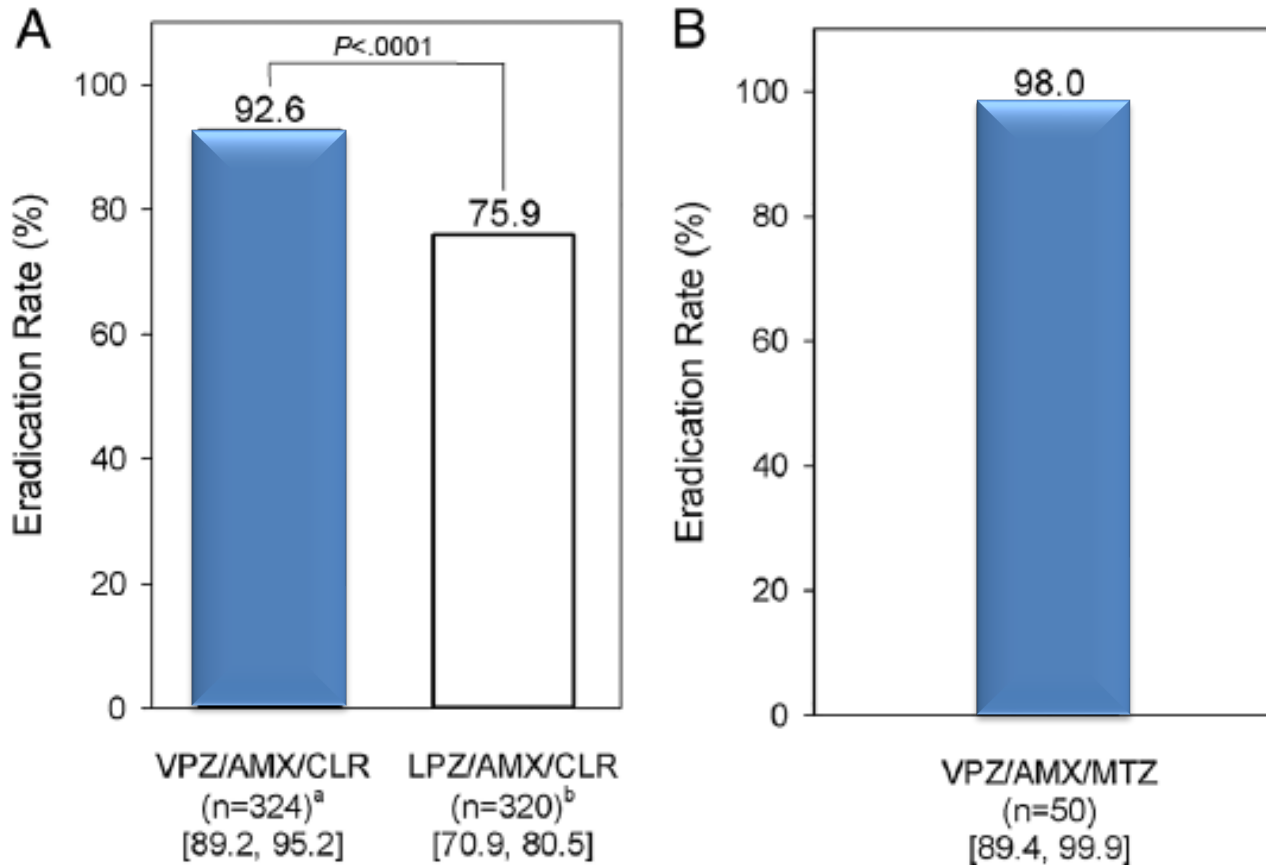 A
P<.0001
100
92.6
80
75.9
60
40
20
0
Eradication Rate (%)
VPZ/AMX/CLR
(n=324)ᵃ
[89.2, 95.2]
LPZ/AMX/CLR
(n=320)ᵇ
[70.9, 80.5]
B
98.0
100
80
60
40
20
0
Eradication Rate (%)
VPZ/AMX/MTZ
(n=50)
[89.4, 99.9]